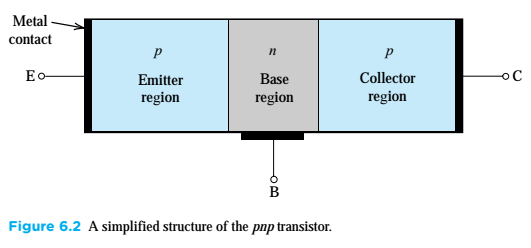 Metal
contact
p
n
p
E
Emitter
region
Base
region
Collector
region
C
B
Figure 6.2 A simplified structure of the pnp transistor.